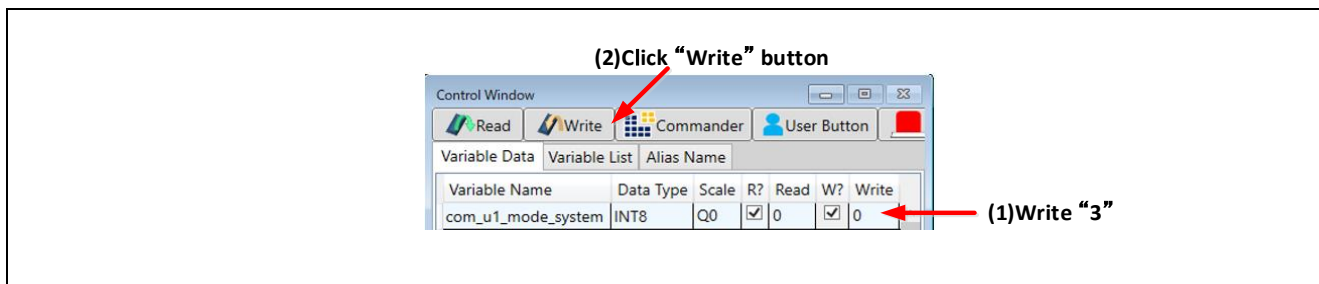 (2)Click “Write” button
Control Window
Read Write Commander User Button
Variable Data Variable List Alias Name
Variable Name Data Type Scale R? Read W? Write
com_u1_mode_system INT8 Q0 0 0
(1)Write “3”